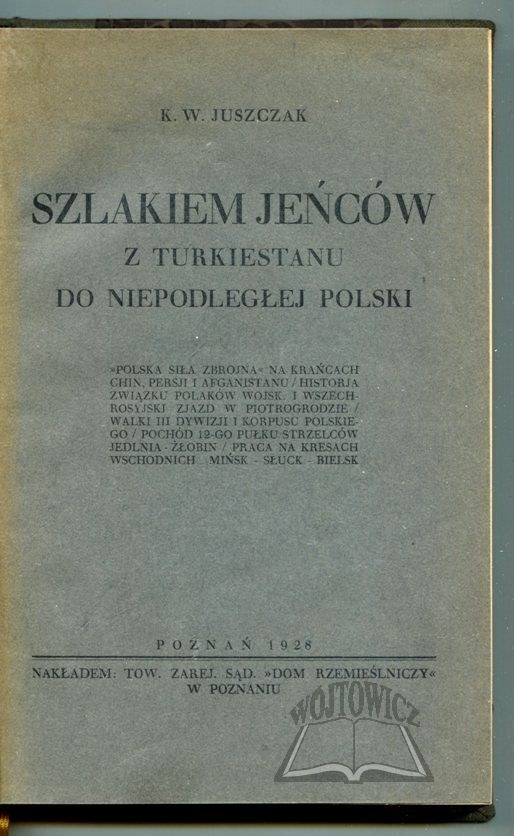 K. W. JUSZCZAK
SZLAKIEM JEŃCÓW
Z TURKIESTANU
DO NIEPODLEGŁEJ POLSKI
»POLSKA SIŁA ZBROJNA« NA KRAŃCACH
CHIN, PERSJI I AFGANISTANU / HISTORJA
ZWIĄZKU POLAKÓW WOJSK. I WSZECH-
ROSYJSKI ZJAZD W PIOTROGRODZIE /
WALKI III DYWIZJI I KORPUSU POLSKIE-
GO / POCHÓD 12-GO PUŁKU STRZELCÓW
JEDLNIA - ŻŁOBIN / PRACA NA KRESACH
WSCHODNICH MIŃSK - SŁUCK - BIELSK
POZNAŃ 1928
NAKŁADEM: TOW. ZAREJ. SĄD. »DOM RZEMIEŚLNICZY«
W POZNANIU
WÓJTOWICZ